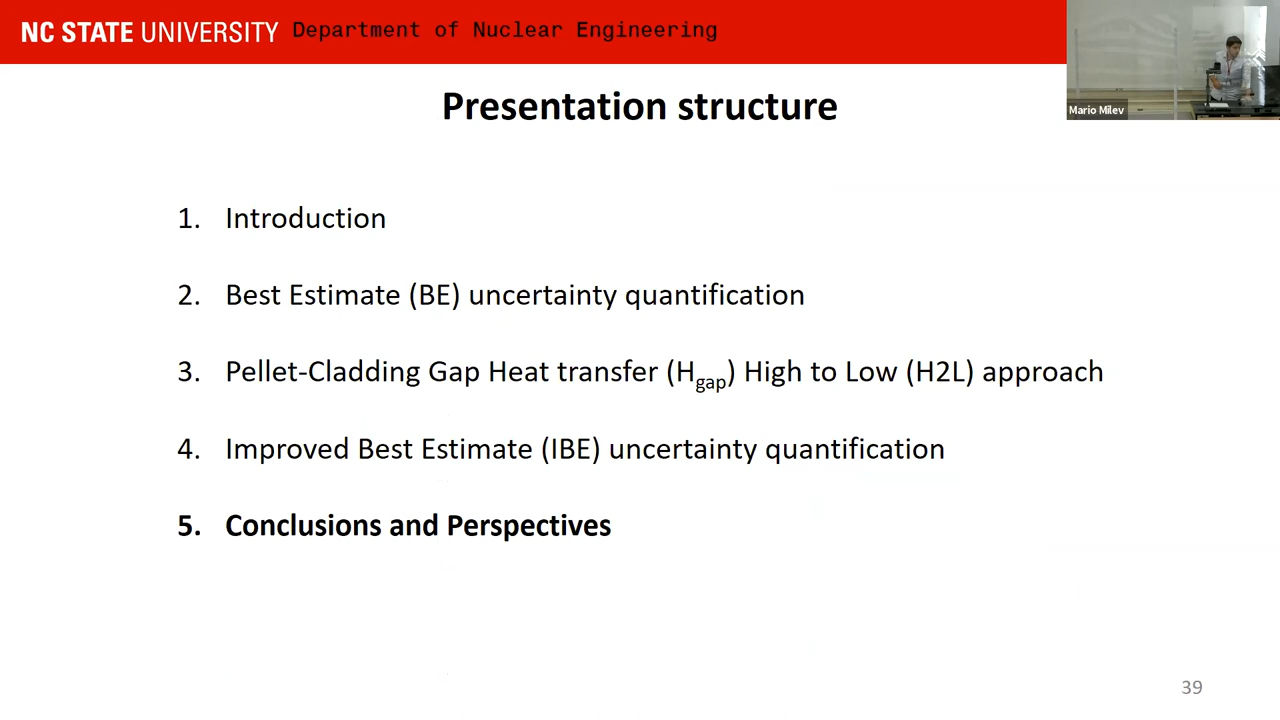 NC STATE UNIVERSITY Department of Nuclear Engineering
Mario Milev
Presentation structure
1. Introduction
2. Best Estimate (BE) uncertainty quantification
3. Pellet-Cladding Gap Heat transfer (Hgap) High to Low (H2L) approach
4. Improved Best Estimate (IBE) uncertainty quantification
5. Conclusions and Perspectives
39